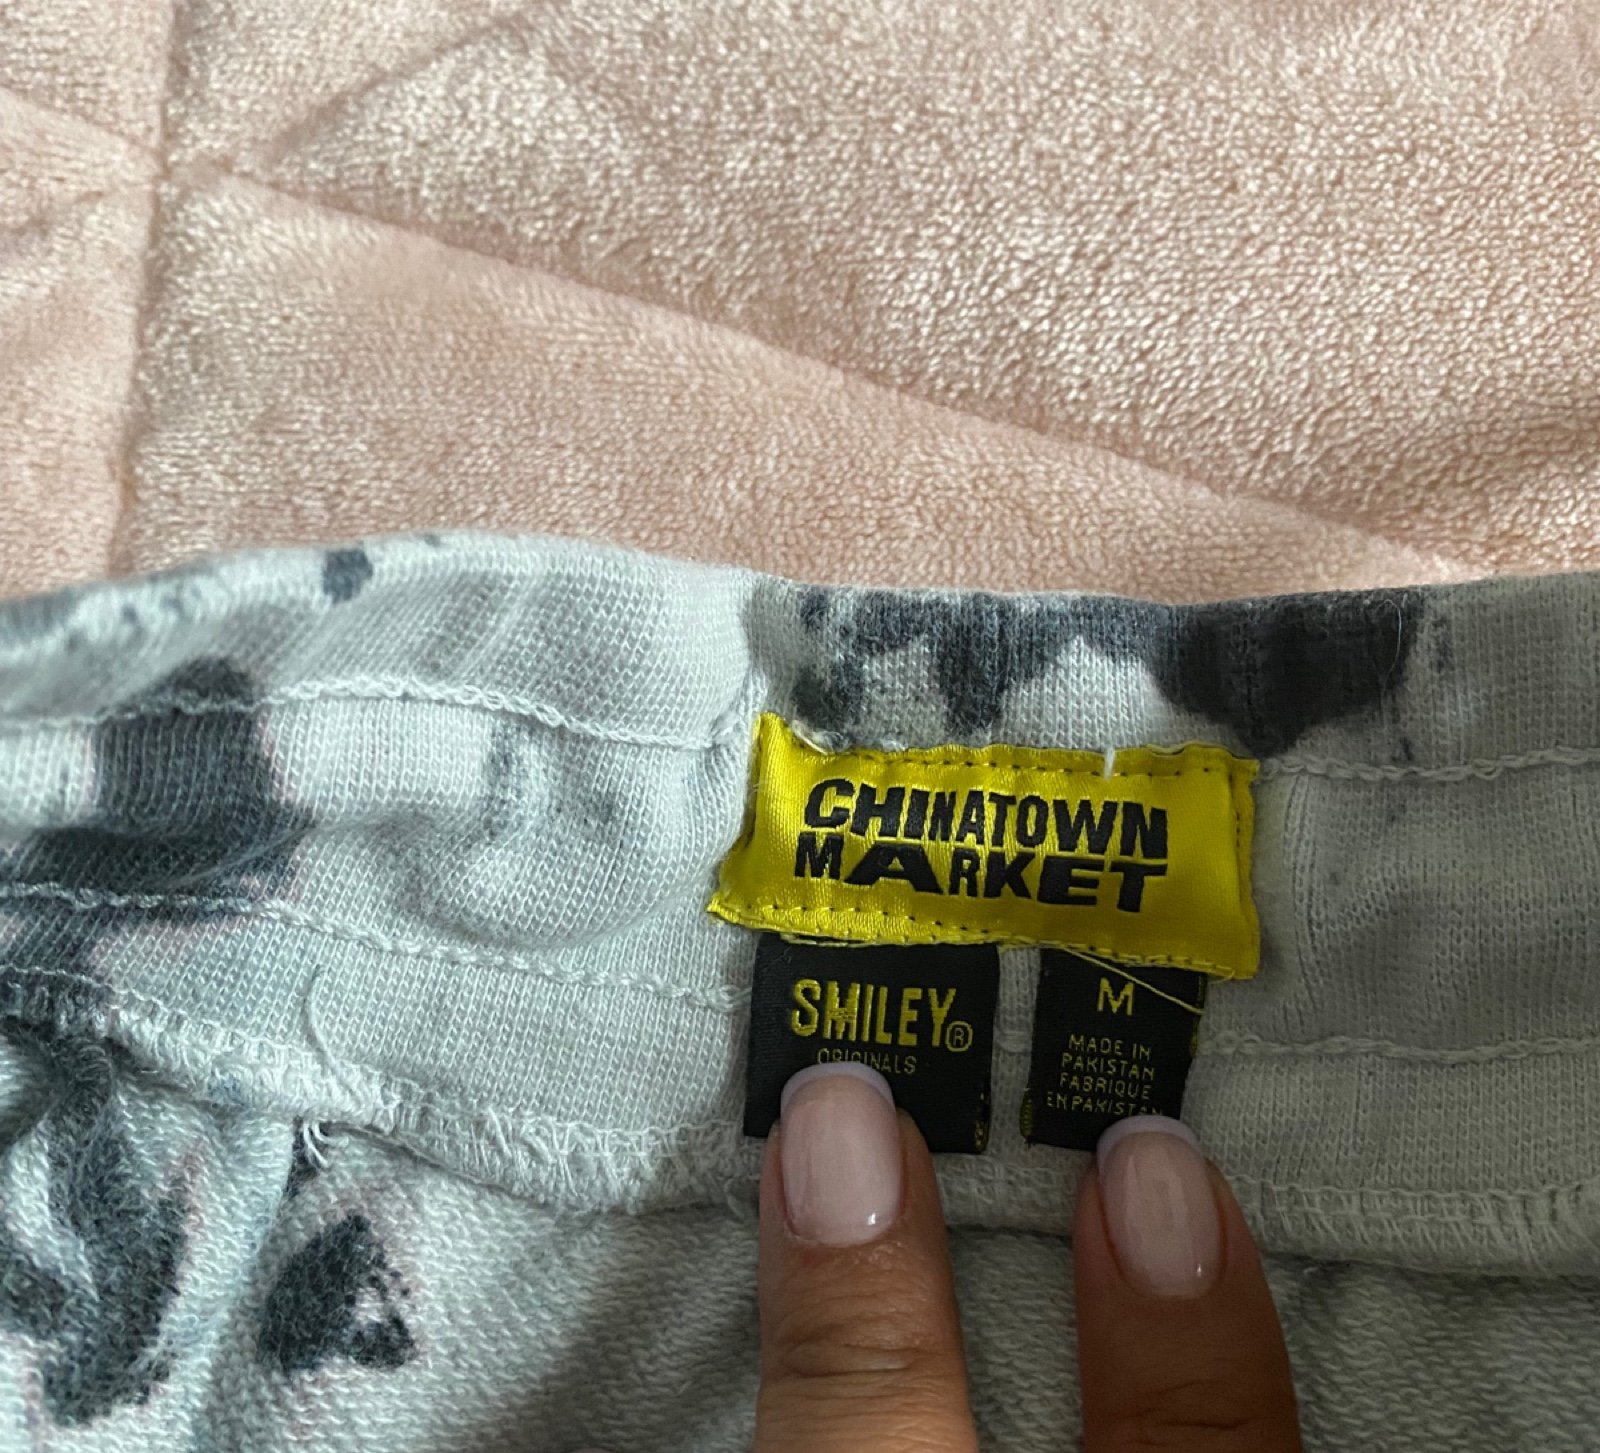 CHINATOWN
MARKET
SMILEY®
ORIGINALS
M
MADE IN
PAKISTAN
FABRIQUE
EN PAKISTAN